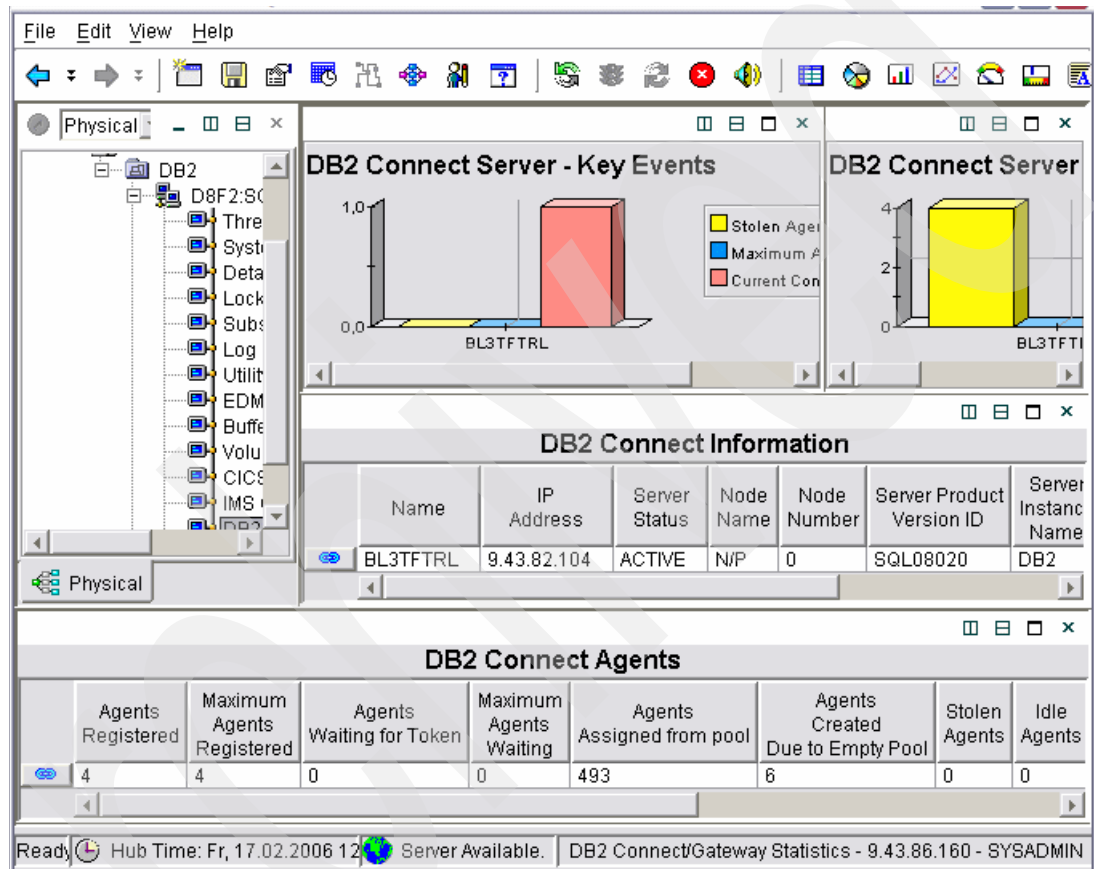 File Edit View Help
Physical
DB2
D8F2:SO
Thre
Syste
Deta
Lock
Subs
Log
Utilit
EDM
Buffe
Volu
CICS
IMS
DB2
Physical
DB2 Connect Server - Key Events
1,0
0,0
BL3TFTRL
Stolen Agen
Maximum A
Current Con
DB2 Connect Server
4
2
0
BL3TFTI
DB2 Connect Information
Name IP Address Server Status Node Name Node Number Server Product Version ID Server Instanc Name
BL3TFTRL 9.43.82.104 ACTIVE N/P 0 SQL08020 DB2
DB2 Connect Agents
Agents Registered Maximum Agents Registered Agents Waiting for Token Maximum Agents Waiting Agents Assigned from pool Agents Created Due to Empty Pool Stolen Agents Idle Agents
4 4 0 0 493 6 0 0
Ready Hub Time: Fr, 17.02.2006 12 Server Available. DB2 Connect/Gateway Statistics - 9.43.86.160 - SYSADMIN